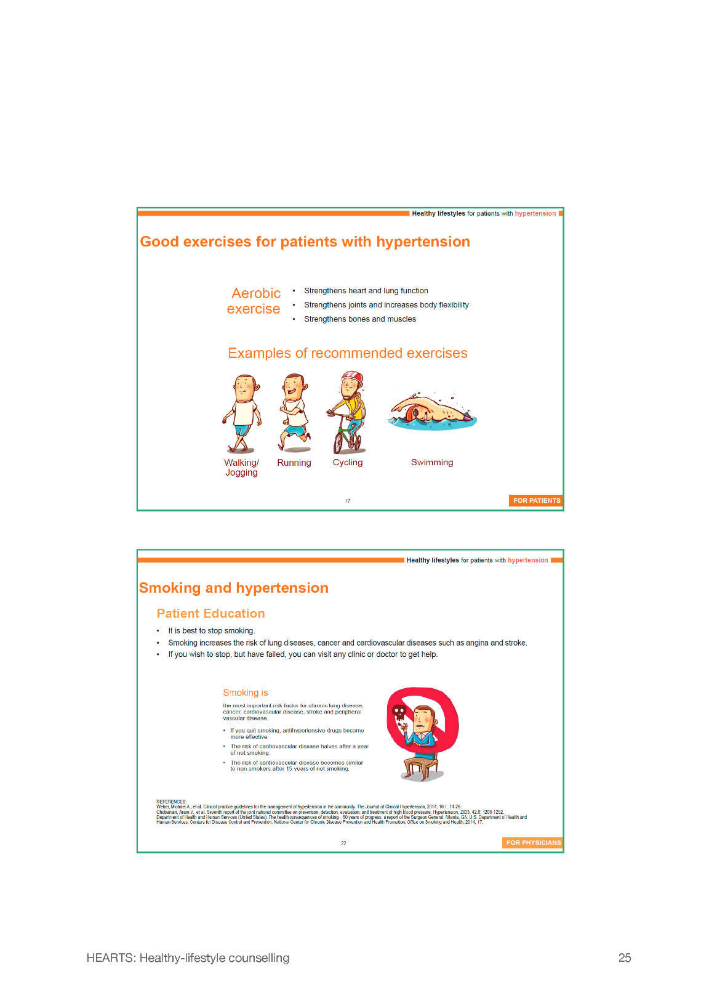 Healthy lifestyles for patients with hypertension
Good exercises for patients with hypertension
Aerobic
exercise
• Strengthens heart and lung function
• Strengthens joints and increases body flexibility
• Strengthens bones and muscles
Examples of recommended exercises
Walking/
Jogging
Running
Cycling
Swimming
17
FOR PATIENTS
Healthy lifestyles for patients with hypertension
Smoking and hypertension
Patient Education
• It is best to stop smoking.
• Smoking increases the risk of lung diseases, cancer and cardiovascular diseases such as angina and stroke.
• If you wish to stop, but have failed, you can visit any clinic or doctor to get help.
Smoking is
the most important risk factor for chronic lung disease,
cancer, cardiovascular disease, stroke and peripheral
vascular disease.
• If you quit smoking, antihypertensive drugs become
more effective.
• The risk of cardiovascular disease halves after a year
of not smoking.
• The risk of cardiovascular disease becomes similar
to non-smokers after 15 years of not smoking.
REFERENCES:
Weber, Michael A., et al. Clinical practice guidelines for the management of hypertension in the community. The Journal of Clinical Hypertension, 2014, 16.1: 14-26.
Chobanian, Aram V., et al. Seventh report of the joint national committee on prevention, detection, evaluation, and treatment of high blood pressure. Hypertension, 2003, 42.6: 1206-1252.
Department of Health and Human Services (United States). The health consequences of smoking—50 years of progress: a report of the Surgeon General. Atlanta, GA: U.S. Department of Health and
Human Services, Centers for Disease Control and Prevention, National Center for Chronic Disease Prevention and Health Promotion, Office on Smoking and Health, 2014, 17.
22
FOR PHYSICIANS
HEARTS: Healthy-lifestyle counselling
25